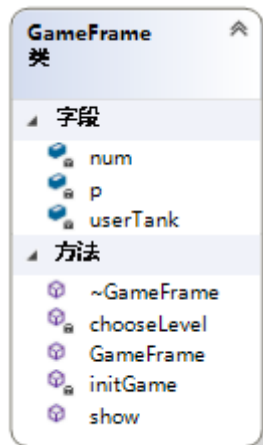 GameFrame
类
字段
num
p
userTank
方法
~GameFrame
chooseLevel
GameFrame
initGame
show